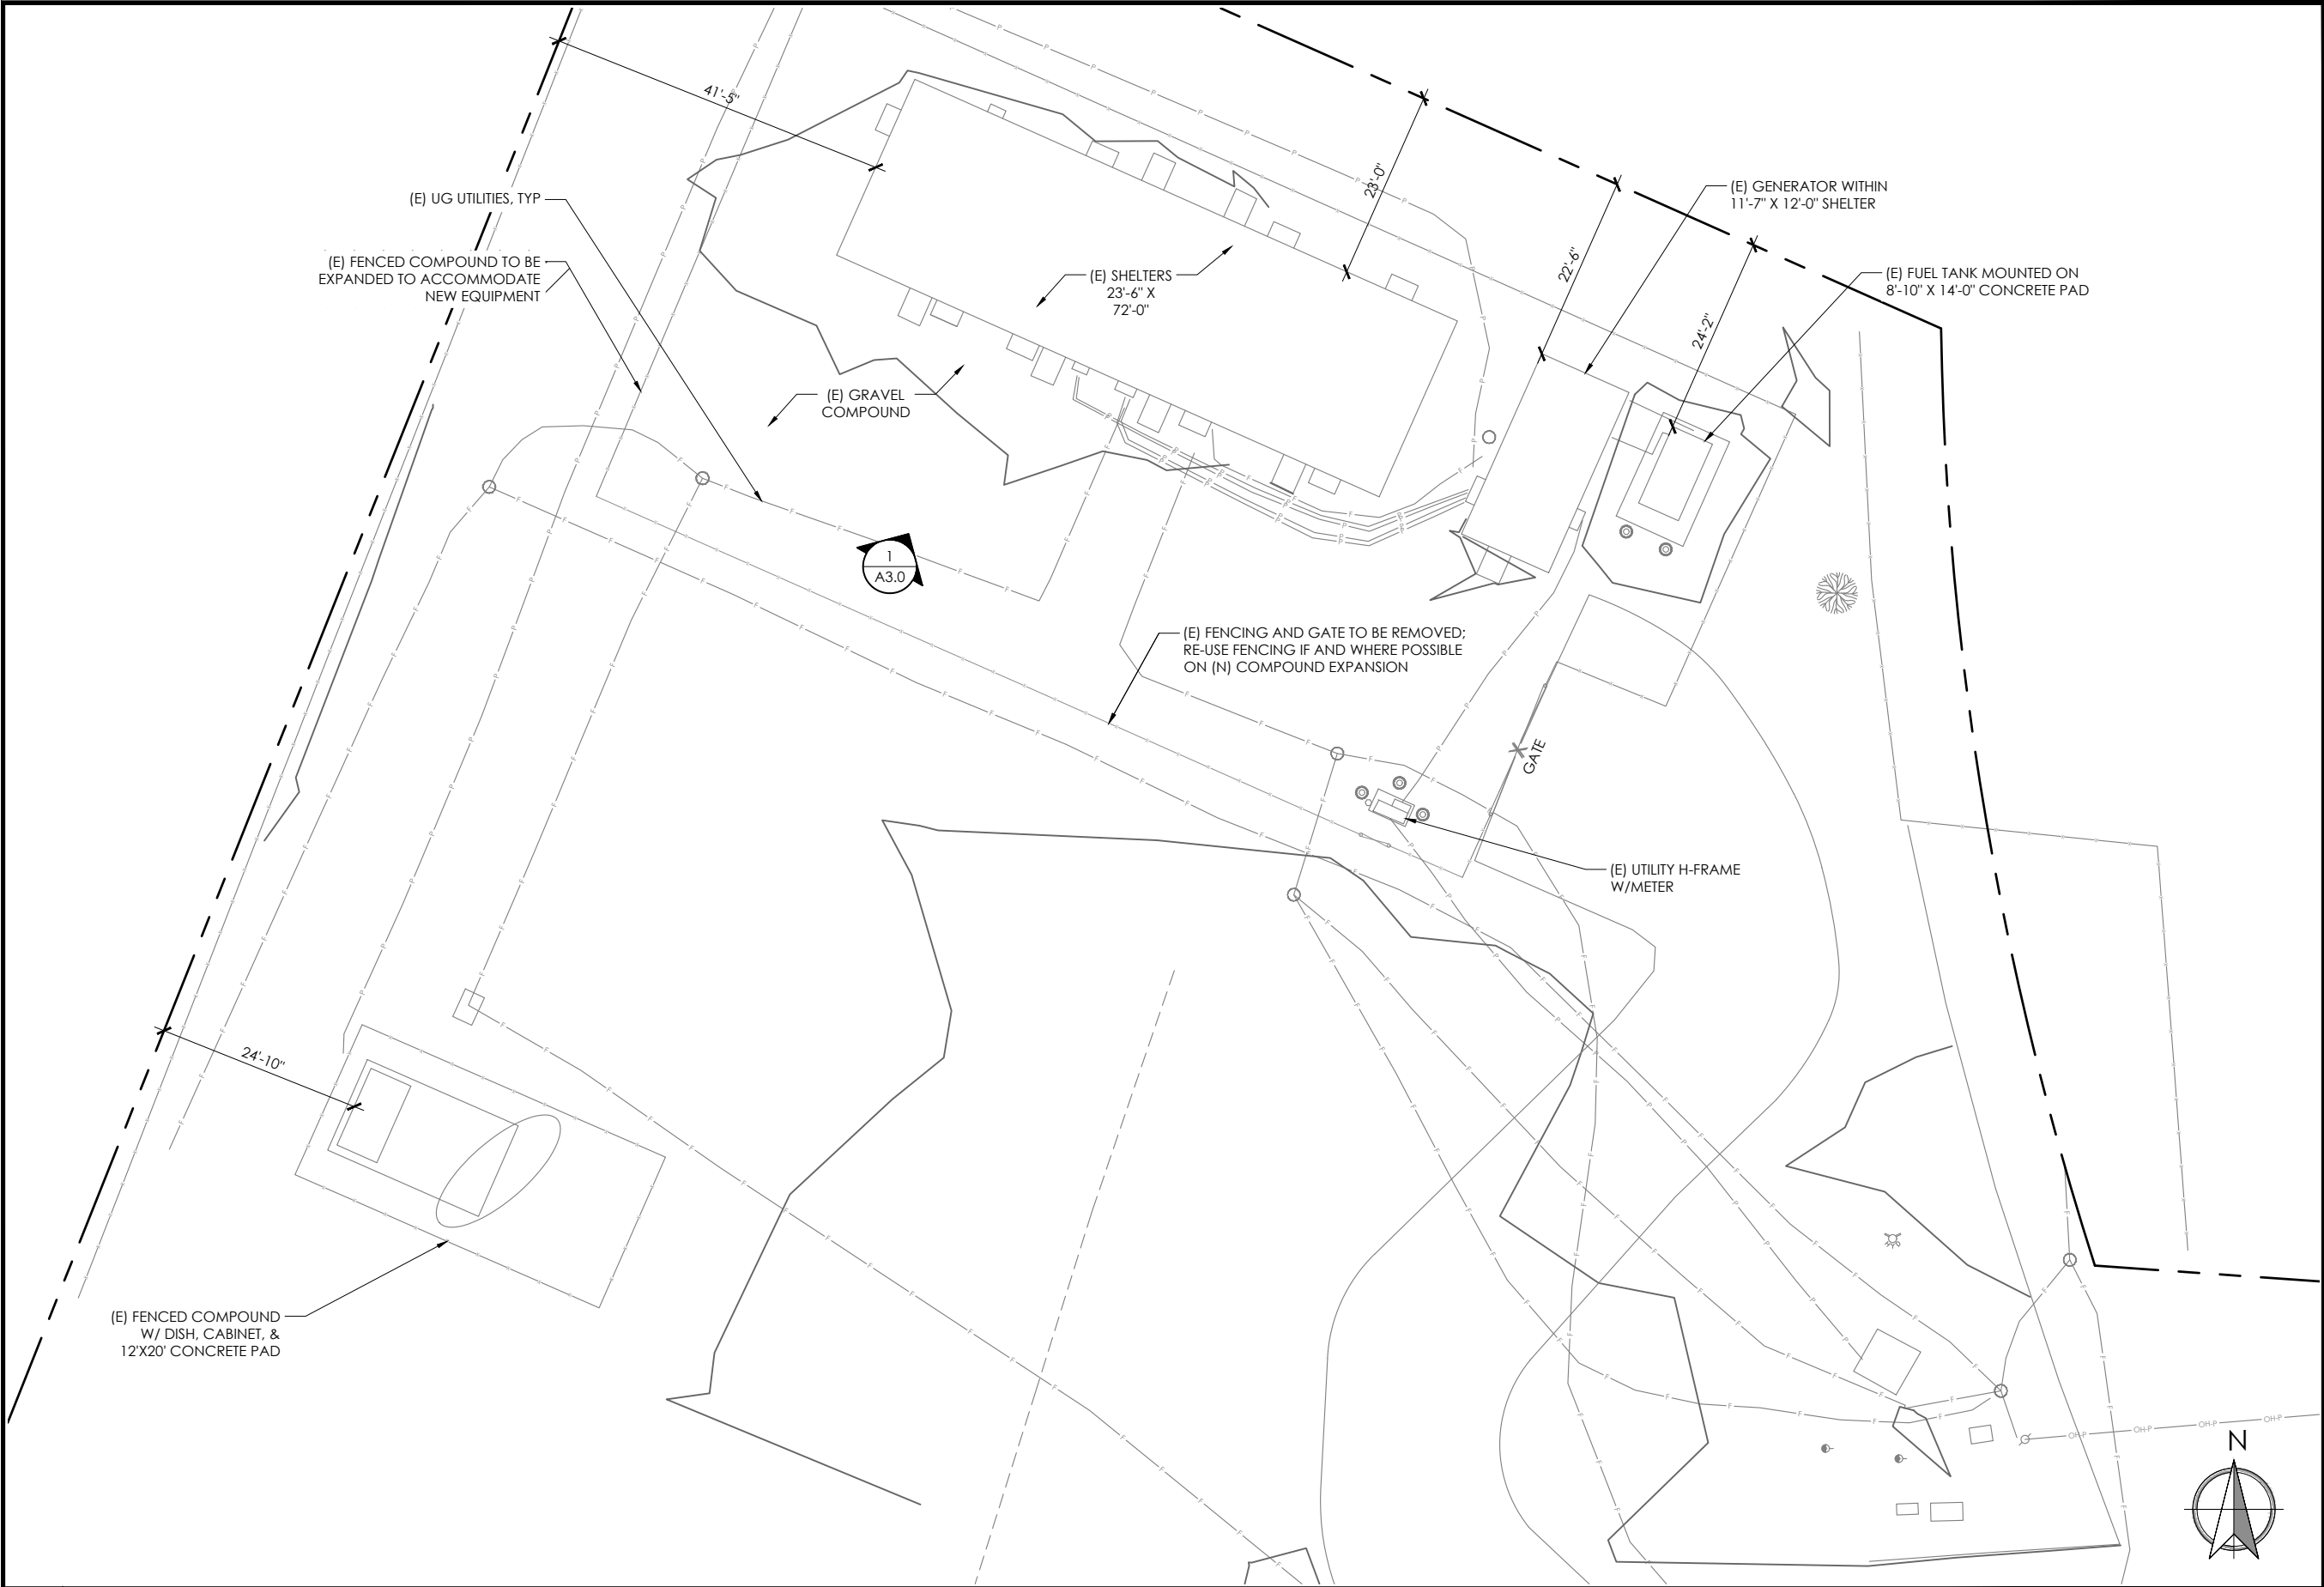 41'-5"
23'-0"
(E) GENERATOR WITHIN
11'-7" X 12'-0" SHELTER
(E) UG UTILITIES, TYP
22'-6"
(E) FENCED COMPOUND TO BE
EXPANDED TO ACCOMMODATE
NEW EQUIPMENT
(E) SHELTERS
23'-6" X
72'-0"
(E) FUEL TANK MOUNTED ON
8'-10" X 14'-0" CONCRETE PAD
24'-2"
(E) GRAVEL
COMPOUND
1
A3.0
(E) FENCING AND GATE TO BE REMOVED;
RE-USE FENCING IF AND WHERE POSSIBLE
ON (N) COMPOUND EXPANSION
GATE
(E) UTILITY H-FRAME
W/METER
24'-10"
(E) FENCED COMPOUND
W/ DISH, CABINET, &
12'X20' CONCRETE PAD
OH-P
OH-P
OH-P
OH-P
N